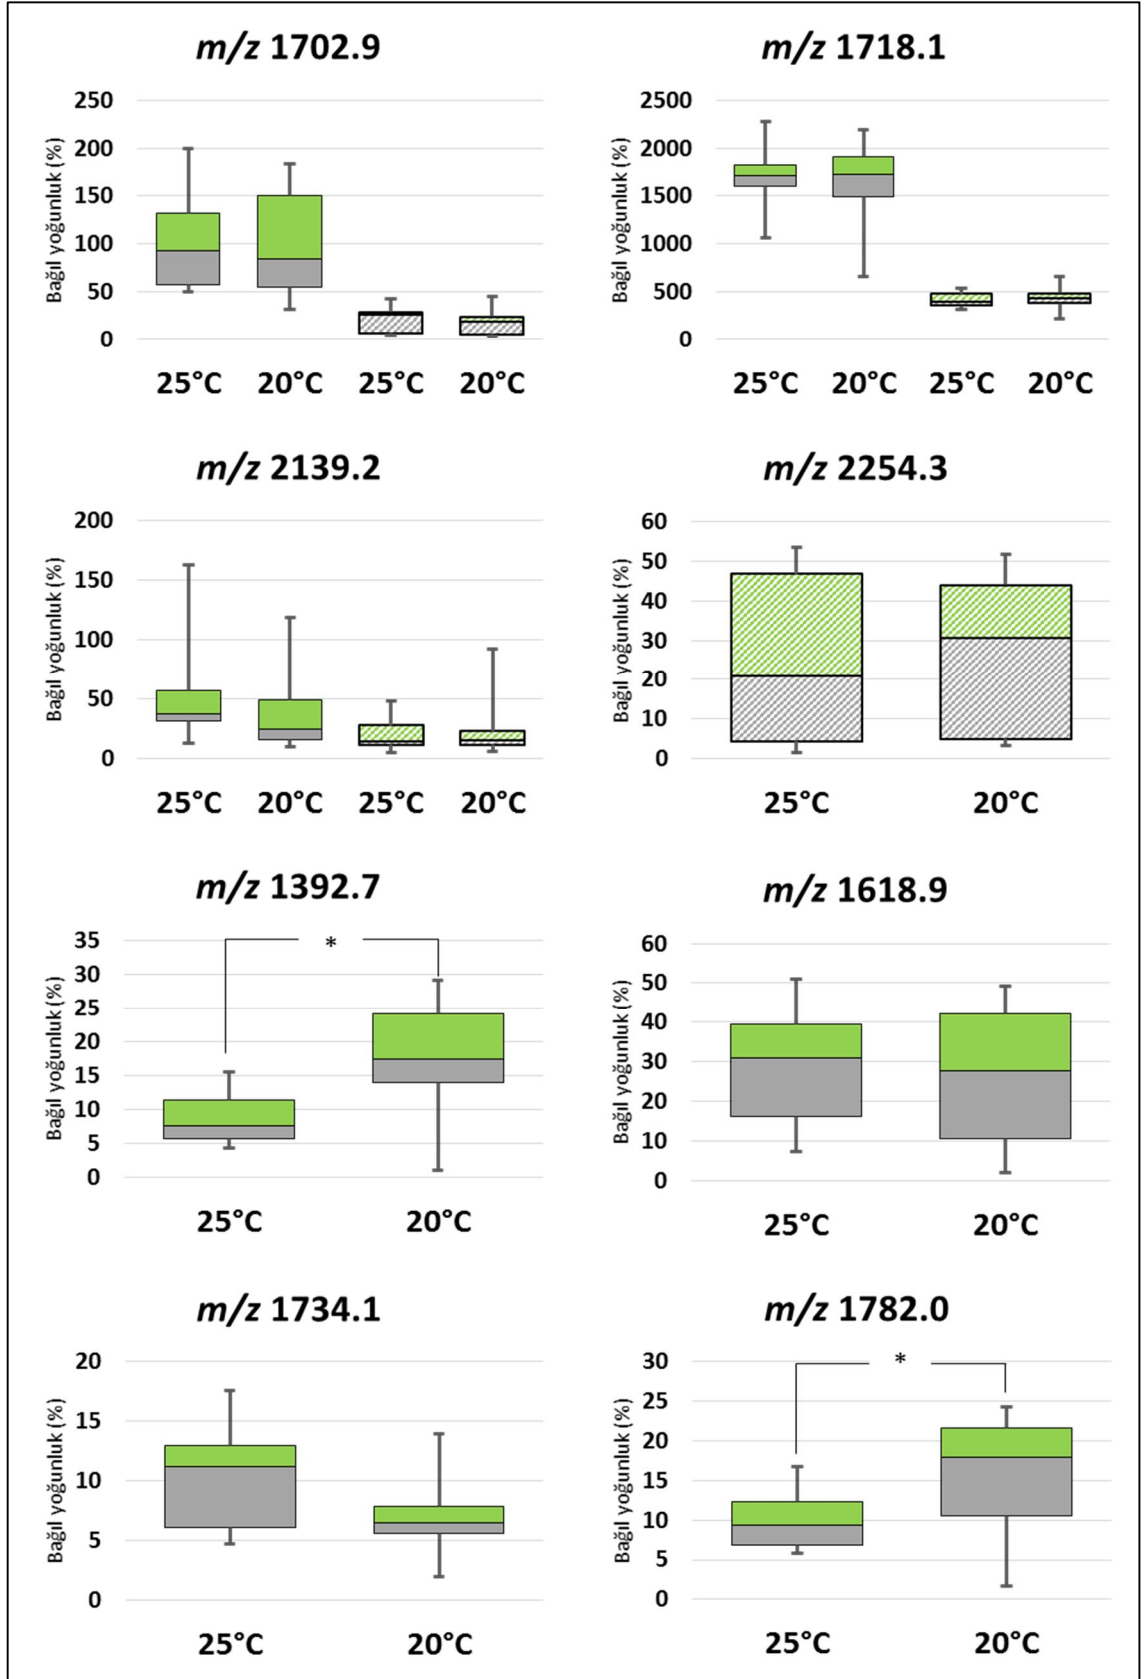 m/z 1702.9
Bağıl yoğunluk (%)
250
200
150
100
50
0
25°C 20°C 25°C 20°C
m/z 1718.1
Bağıl yoğunluk (%)
2500
2000
1500
1000
500
0
25°C 20°C 25°C 20°C
m/z 2139.2
Bağıl yoğunluk (%)
200
150
100
50
0
25°C 20°C 25°C 20°C
m/z 2254.3
Bağıl yoğunluk (%)
60
50
40
30
20
10
0
25°C 20°C
m/z 1392.7
*
Bağıl yoğunluk (%)
35
30
25
20
15
10
5
0
25°C 20°C
m/z 1618.9
Bağıl yoğunluk (%)
60
50
40
30
20
10
0
25°C 20°C
m/z 1734.1
Bağıl yoğunluk (%)
20
15
10
5
0
25°C 20°C
m/z 1782.0
*
Bağıl yoğunluk (%)
30
25
20
15
10
5
0
25°C 20°C